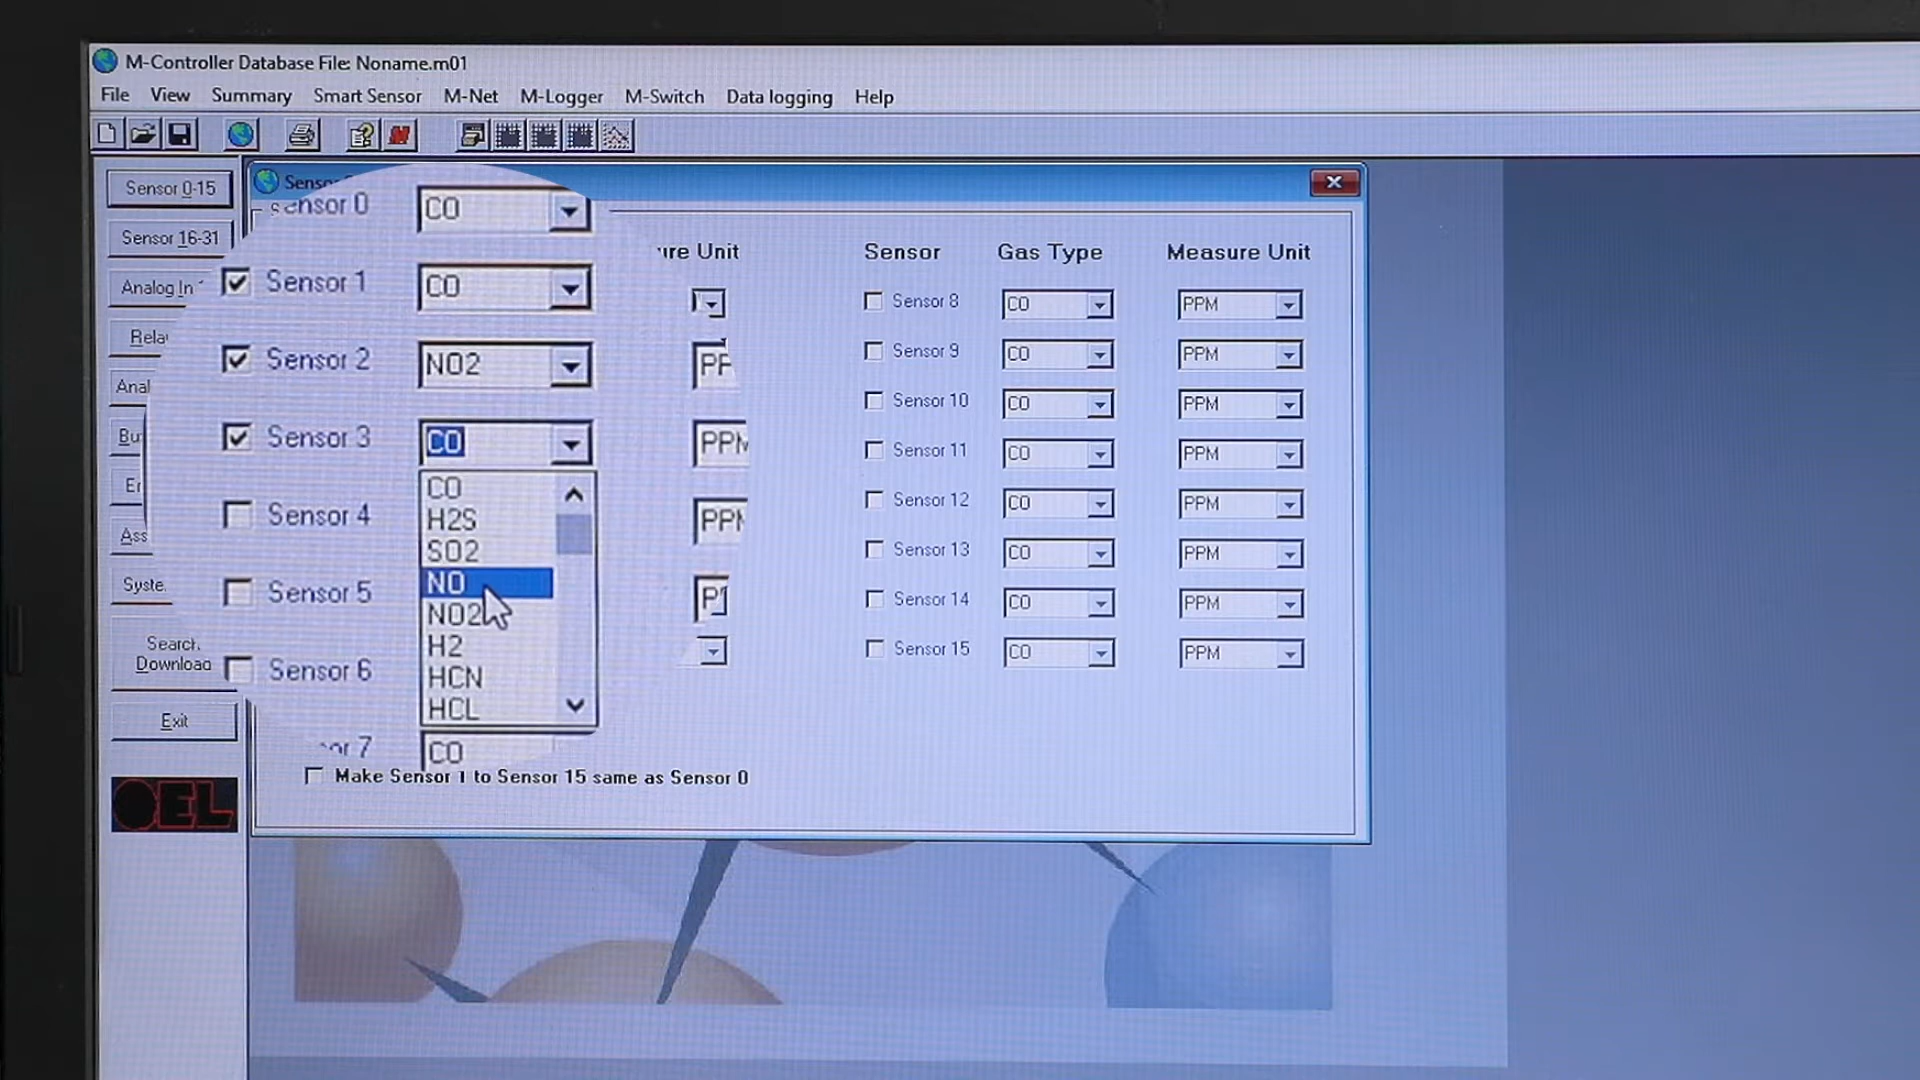 M-Controller Database File: Noname.m01
File View Summary Smart Sensor M-Net M-Logger M-Switch Data logging Help
Sensor 0-15
Sensor 16-31
Analog In
Syste
Search
Download
Exit
OEL
Sensor 0 CO
Sensor 1 CO
Sensor 2 NO2
Sensor 3 CO PPM
CO
H2S
SO2
NO
NO2
H2
HCN
HCL
Sensor 4
Sensor 5
Sensor 6
CO
Unit
Sensor Gas Type Measure Unit
Sensor 8 CO PPM
Sensor 9 CO PPM
Sensor 10 CO PPM
Sensor 11 CO PPM
Sensor 12 CO PPM
Sensor 13 CO PPM
Sensor 14 CO PPM
Sensor 15 CO PPM
Make Sensor 1 to Sensor 15 same as Sensor 0